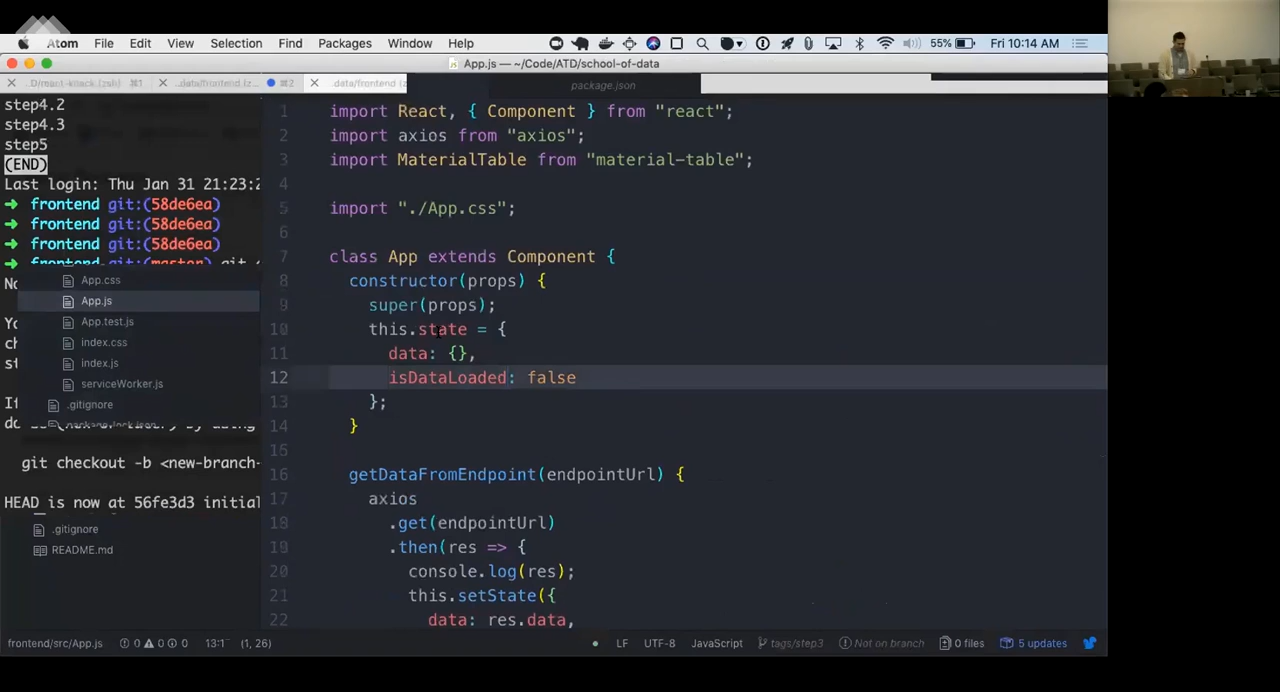 Atom File Edit View Selection Find Packages Window Help 55% Fri 10:14 AM
App.js — ~/Code/ATD/school-of-data
⌘1 .data/frontend (z... ⌘2 .data/frontend (z package.json
step4.2
step4.3
step5
(END)
Last login: Thu Jan 31 21:23:2
➜ frontend git:(58de6ea)
➜ frontend git:(58de6ea)
➜ frontend git:(58de6ea)
App.css
App.js
App.test.js
index.css
index.js
serviceWorker.js
.gitignore
git checkout -b <new-branch-
HEAD is now at 56fe3d3 initial
.gitignore
README.md
1 import React, { Component } from "react";
2 import axios from "axios";
3 import MaterialTable from "material-table";
4
5 import "./App.css";
6
7 class App extends Component {
8 constructor(props) {
9 super(props);
10 this.state = {
11 data: {},
12 isDataLoaded: false
13 };
14 }
15
16 getDataFromEndpoint(endpointUrl) {
17 axios
18 .get(endpointUrl)
19 .then(res => {
20 console.log(res);
21 this.setState({
22 data: res.data,
frontend/src/App.js 0 0 0 13:1 (1, 26) LF UTF-8 JavaScript tags/step3 Not on branch 0 files 5 updates